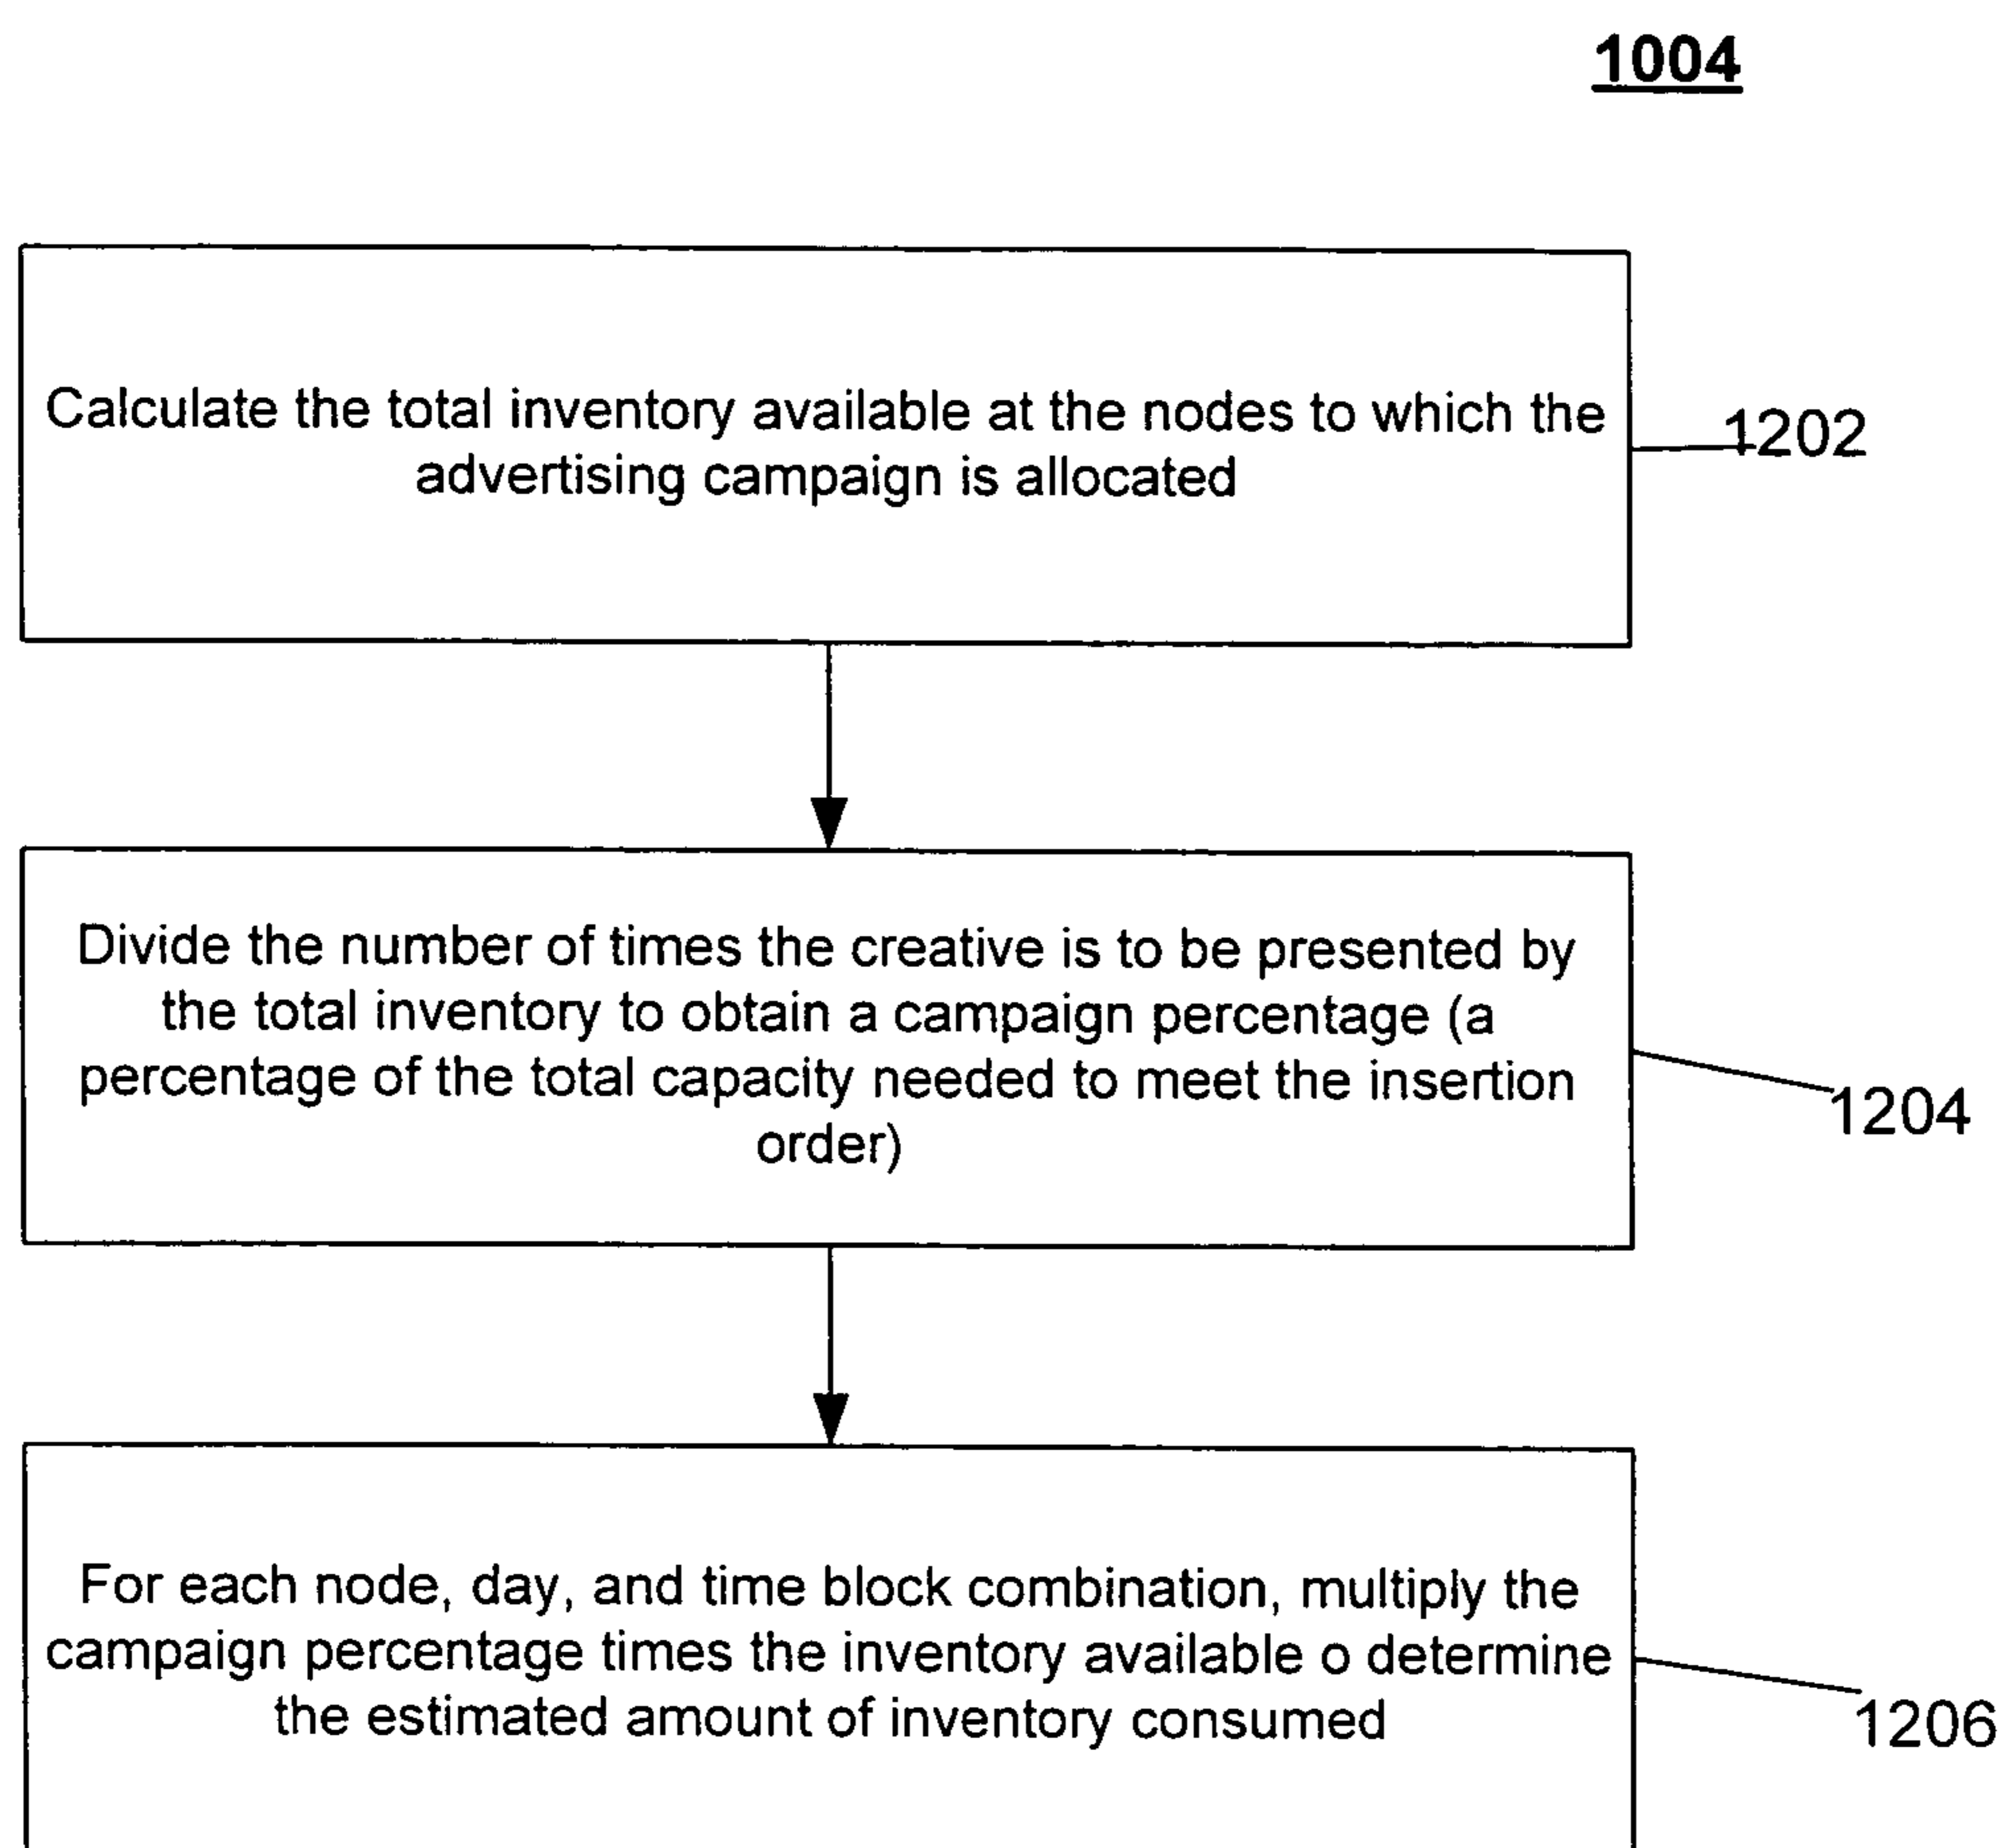 1004
Calculate the total inventory available at the nodes to which the
advertising campaign is allocated
1202
Divide the number of times the creative is to be presented by
the total inventory to obtain a campaign percentage (a
percentage of the total capacity needed to meet the insertion
order)
1204
For each node, day, and time block combination, multiply the
campaign percentage times the inventory available o determine
the estimated amount of inventory consumed
1206